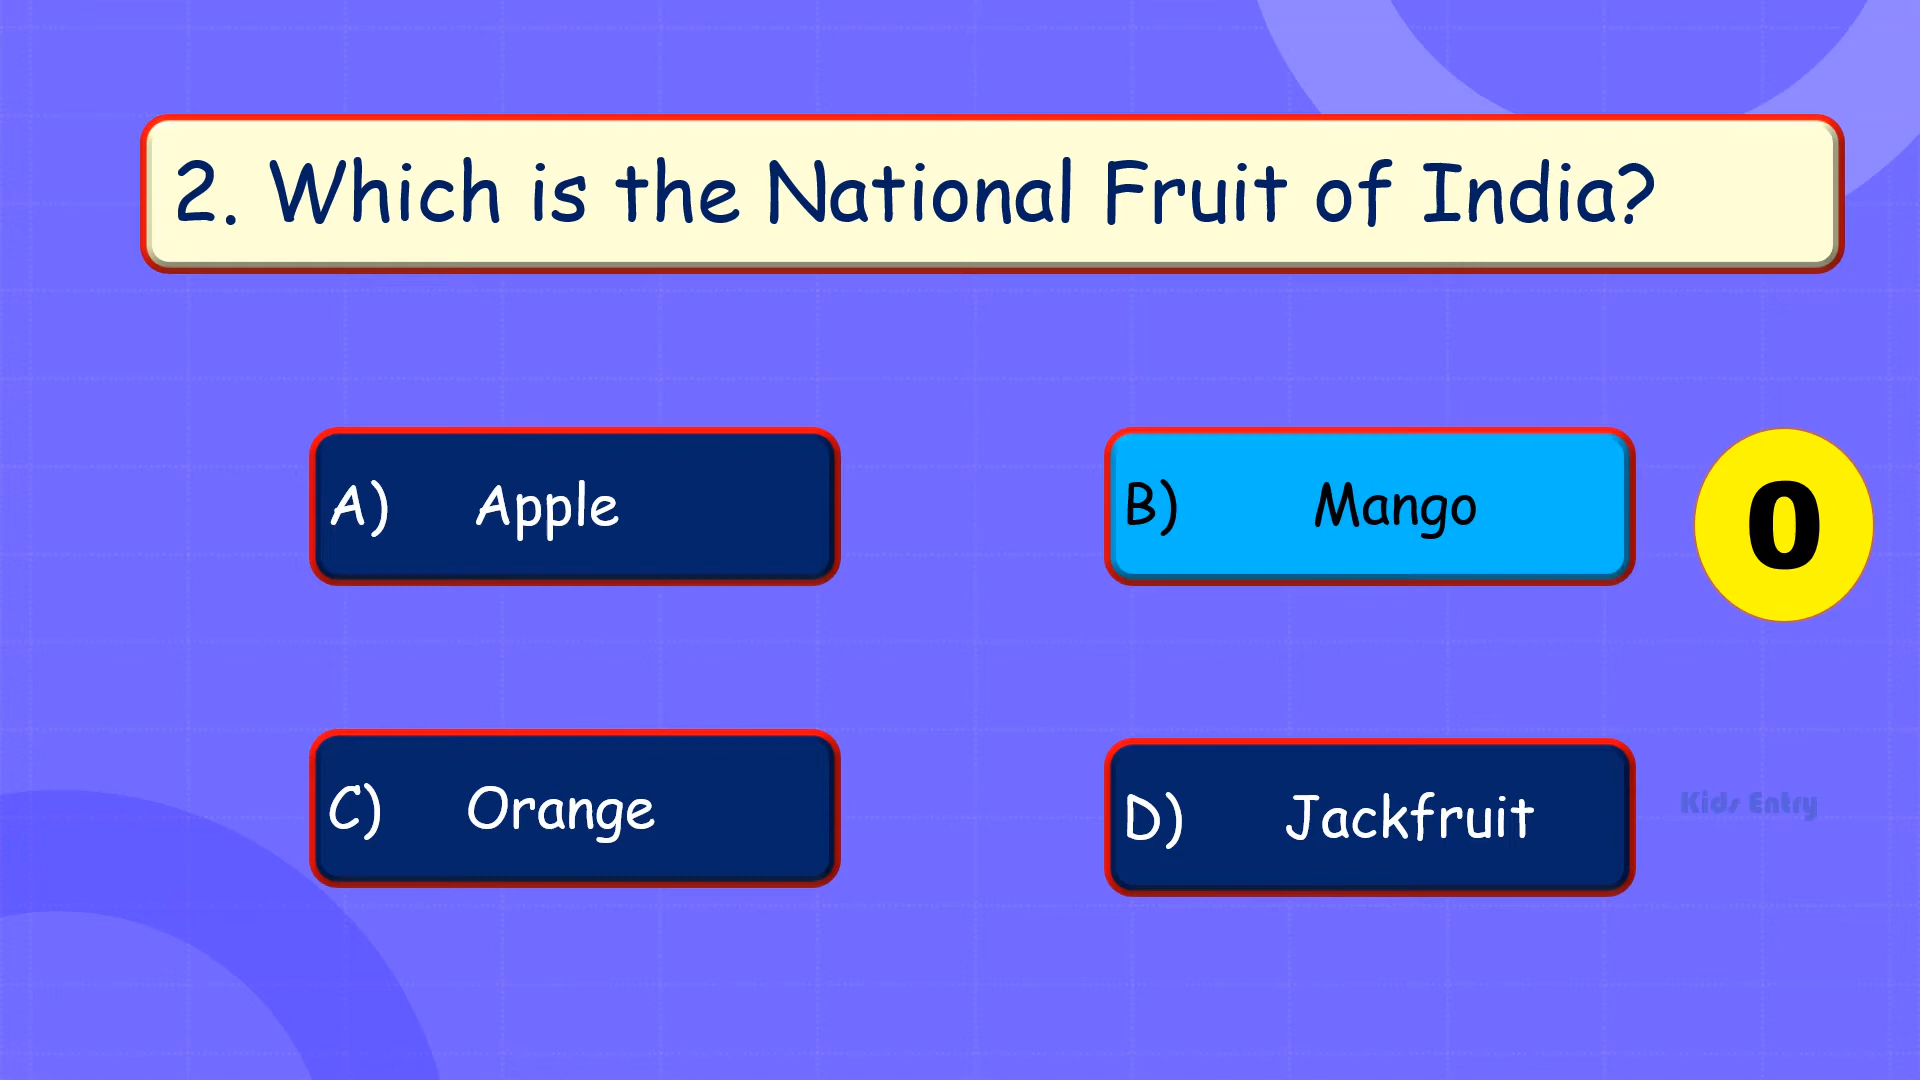 2. Which is the National Fruit of India?
A) Apple
B) Mango
0
C) Orange
D) Jackfruit
Kids Entry